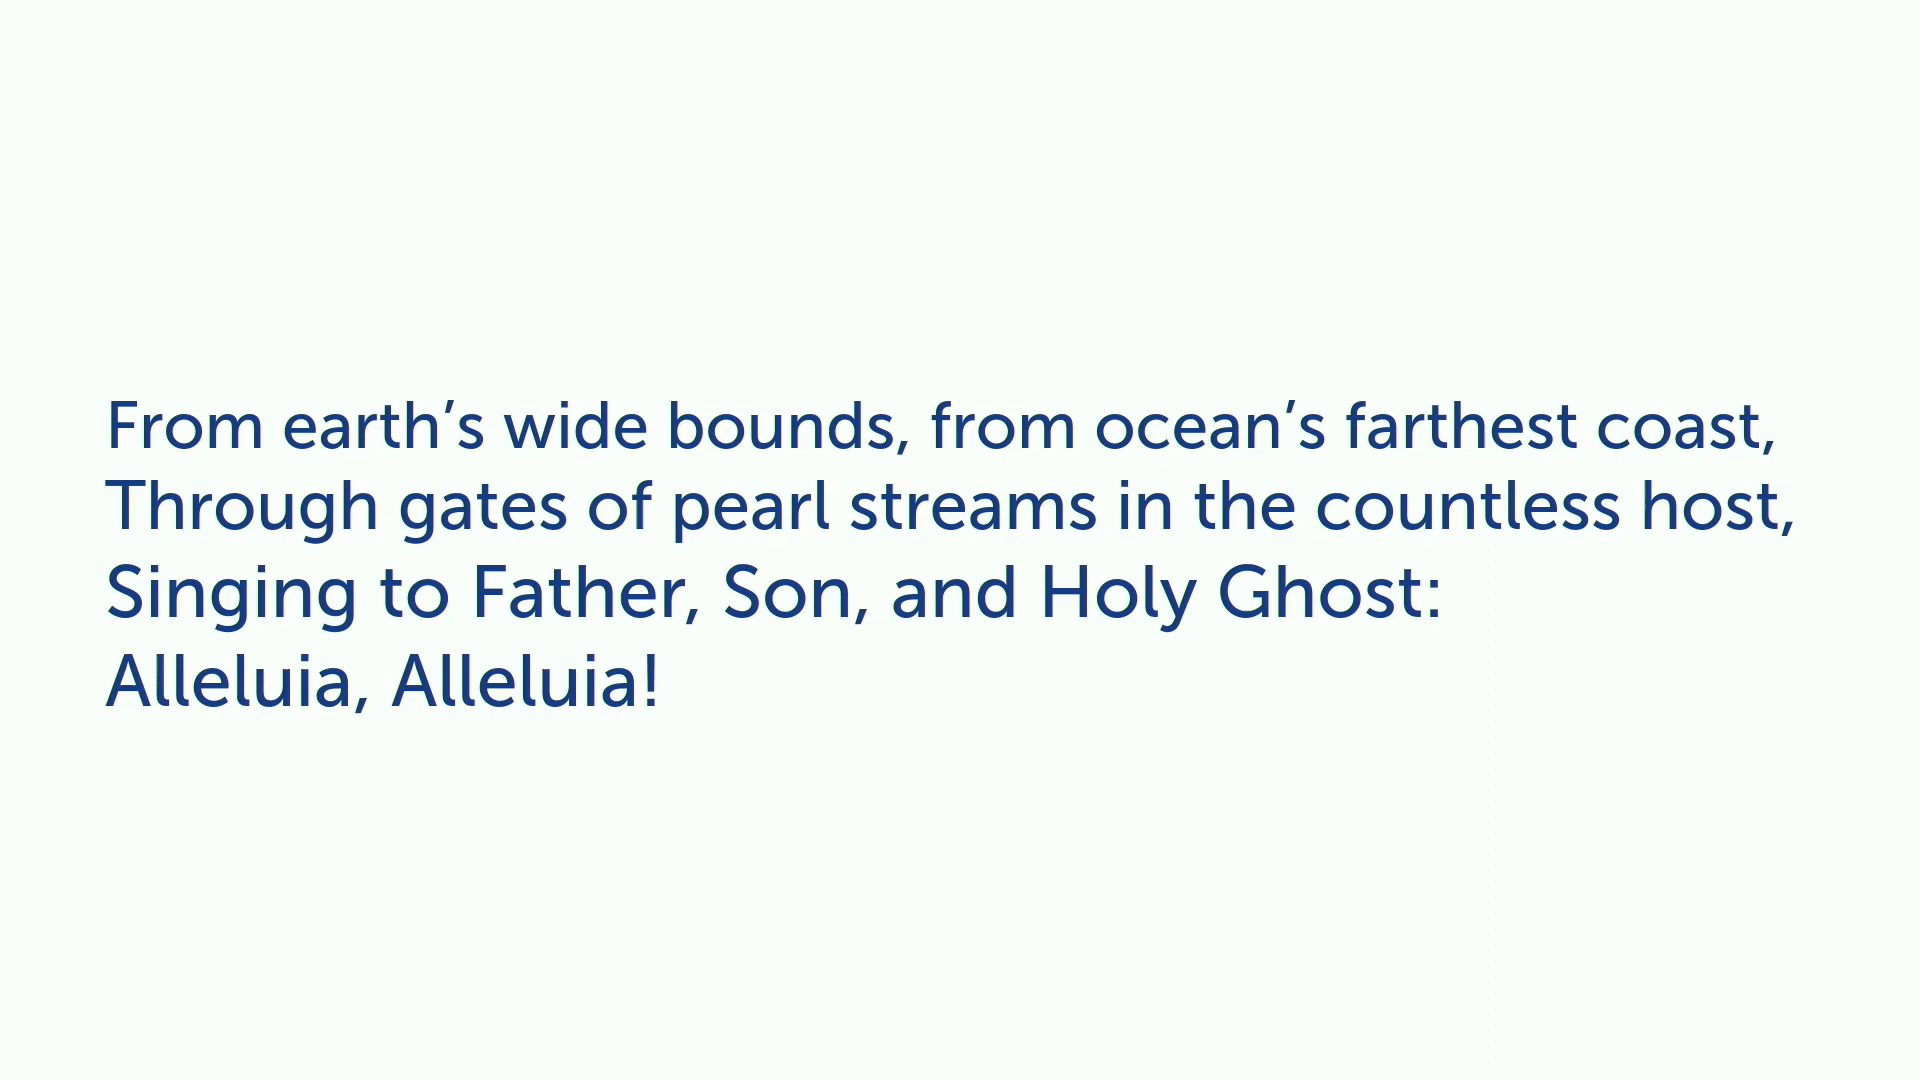 From earth’s wide bounds, from ocean’s farthest coast,
Through gates of pearl streams in the countless host,
Singing to Father, Son, and Holy Ghost:
Alleluia, Alleluia!